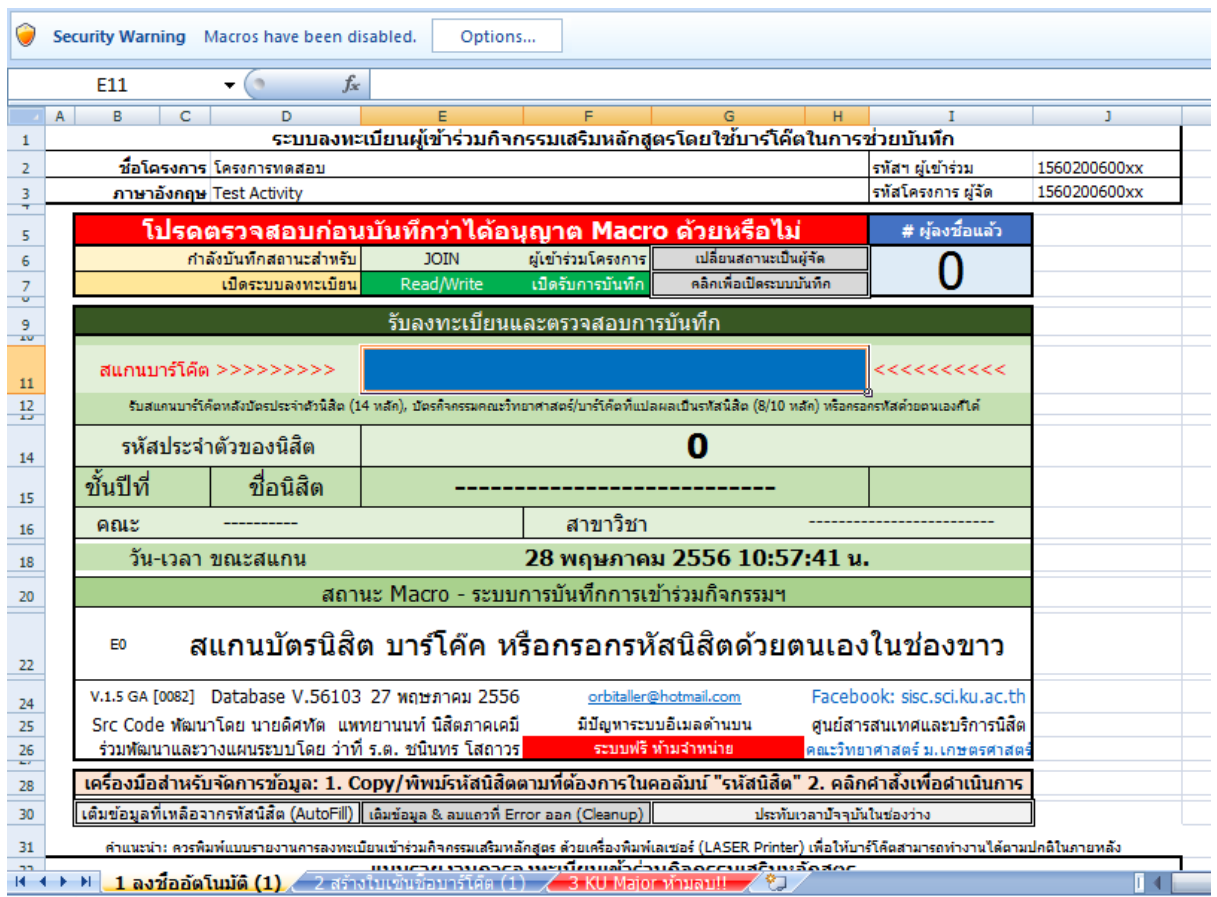 Security Warning Macros have been disabled. Options...
E11 fx
A B C D E F G H I J
1 ระบบลงทะเบียนผู้เข้าร่วมกิจกรรมเสริมหลักสูตรโดยใช้บาร์โค๊ตในการช่วยบันทึก
2 ชื่อโครงการ โครงการทดสอบ รหัสฯ ผู้เข้าร่วม 1560200600xx
3 ภาษาอังกฤษ Test Activity รหัสโครงการ ผู้จัด 1560200600xx
5 โปรดตรวจสอบก่อนบันทึกว่าได้อนุญาต Macro ด้วยหรือไม่ # ผู้ลงชื่อแล้ว
6 กำลังบันทึกสถานะสำหรับ JOIN ผู้เข้าร่วมโครงการ เปลี่ยนสถานะเป็นผู้จัด 0
7 เปิดระบบลงทะเบียน Read/Write เปิดรับการบันทึก คลิกเพื่อเปิดระบบบันทึก
9 รับลงทะเบียนและตรวจสอบการบันทึก
11 สแกนบาร์โค๊ต >>>>>>>>> <<<<<<<<<<
12 รับสแกนบาร์โค๊ตหลังบัตรประจำตัวนิสิต (14 หลัก), บัตรกิจกรรมคณะวิทยาศาสตร์/บาร์โค๊ตที่แปลผลเป็นรหัสนิสิต (8/10 หลัก) หรือกรอกรหัสด้วยตนเองก็ได้
14 รหัสประจำตัวของนิสิต 0
15 ชั้นปีที่ ชื่อนิสิต ---------------------------
16 คณะ ---------- สาขาวิชา -------------------------
18 วัน-เวลา ขณะสแกน 28 พฤษภาคม 2556 10:57:41 น.
20 สถานะ Macro - ระบบการบันทึกการเข้าร่วมกิจกรรมฯ
22 E0 สแกนบัตรนิสิต บาร์โค๊ด หรือกรอกรหัสนิสิตด้วยตนเองในช่องขาว
24 V.1.5 GA [0082] Database V.56103 27 พฤษภาคม 2556 orbitaller@hotmail.com Facebook: sisc.sci.ku.ac.th
25 Src Code พัฒนาโดย นายดิศทัต แพทยานนท์ นิสิตภาคเคมี มีปัญหาระบบอิเมลด้านบน ศูนย์สารสนเทศและบริการนิสิต
26 ร่วมพัฒนาและวางแผนระบบโดย ว่าที่ ร.ต. ชนินทร โสถาวร ระบบฟรี ห้ามจำหน่าย คณะวิทยาศาสตร์ ม.เกษตรศาสตร์
28 เครื่องมือสำหรับจัดการข้อมูล: 1. Copy/พิพม์รหัสนิสิตตามที่ต้องการในคอลัมน์ "รหัสนิสิต" 2. คลิกคำสั่งเพื่อดำเนินการ
30 เติมข้อมูลที่เหลือจากรหัสนิสิต (AutoFill) เติมข้อมูล & ลบแถวที่ Error ออก (Cleanup) ประทับเวลาปัจจุบันในช่องว่าง
31 คำแนะนำ: ควรพิมพ์แบบรายงานการลงทะเบียนเข้าร่วมกิจกรรมเสริมหลักสูตร ด้วยเครื่องพิมพ์เลเซอร์ (LASER Printer) เพื่อให้บาร์โค๊ตสามารถทำงานได้ตามปกติในภายหลัง
1 ลงชื่ออัตโนมัติ (1) 2 สร้างใบเซ็นชื่อบาร์โค๊ต (1) 3 KU Major ห้ามลบ!!